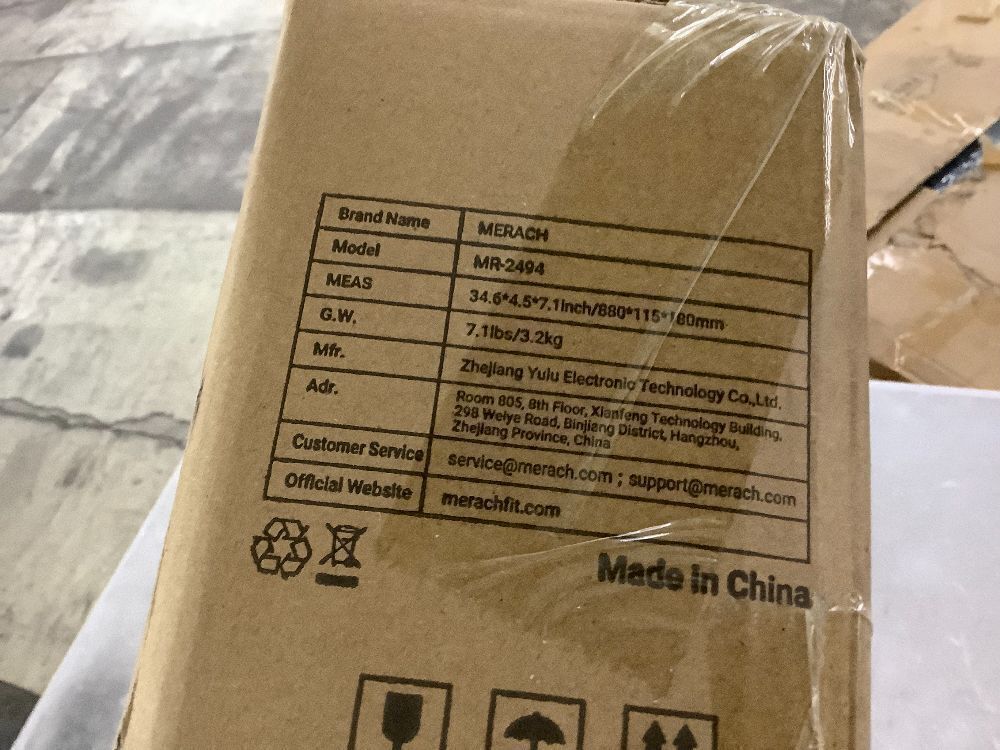 Brand Name MERACH
Model MR-2494
MEAS 34.6*4.5*7.1Inch/880*115*180mm
G.W. 7.1lbs/3.2kg
Mfr. Zhejiang Yulu Electronic Technology Co.,Ltd.
Adr. Room 805, 8th Floor, Xianfeng Technology Building,
298 Weiye Road, Binjiang District, Hangzhou,
Zhejiang Province, China
Customer Service service@merach.com ; support@merach.com
Official Website merachfit.com
Made in China